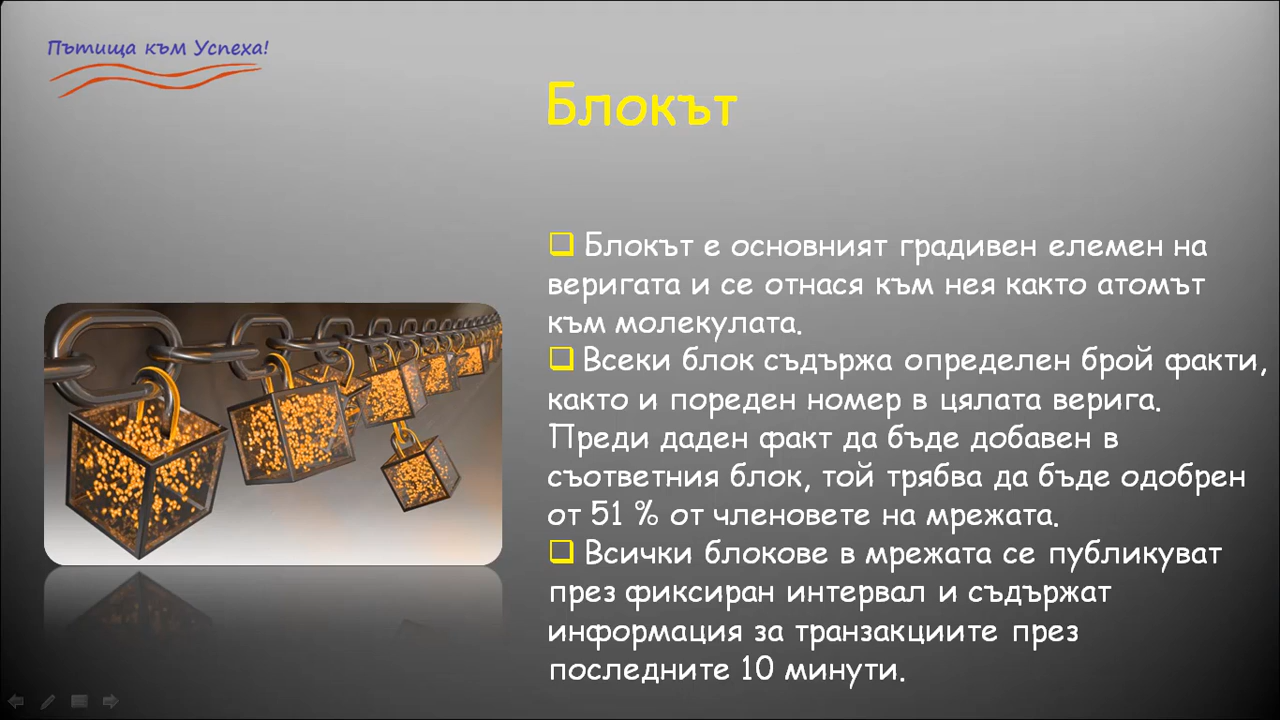 Пътища към Успеха!
Блокът
Блокът е основният градивен елемен на
веригата и се отнася към нея както атомът
към молекулата.
Всеки блок съдържа определен брой факти,
както и пореден номер в цялата верига.
Преди даден факт да бъде добавен в
съответния блок, той трябва да бъде одобрен
от 51 % от членовете на мрежата.
Всички блокове в мрежата се публикуват
през фиксиран интервал и съдържат
информация за транзакциите през
последните 10 минути.